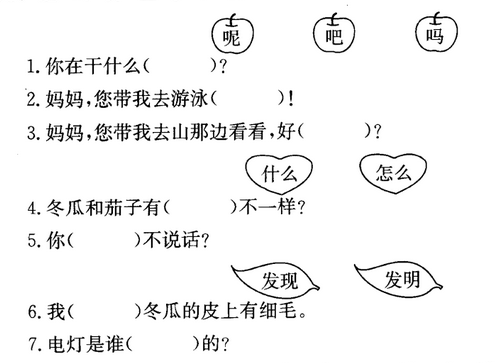 呢 吧 吗
1.你在干什么(      )?
2.妈妈,您带我去游泳(      )!
3.妈妈,您带我去山那边看看,好(      )?
什么 怎么
4.冬瓜和茄子有(      )不一样?
5.你(      )不说话?
发现 发明
6.我(      )冬瓜的皮上有细毛。
7.电灯是谁(      )的?